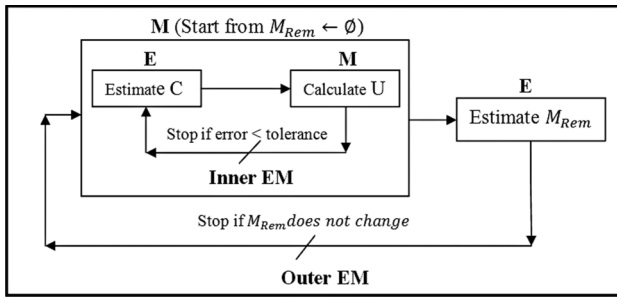 M (Start from M_Rem ← ∅)
E
M
Estimate C
Calculate U
Stop if error < tolerance
Inner EM
E
Estimate M_Rem
Stop if M_Rem does not change
Outer EM